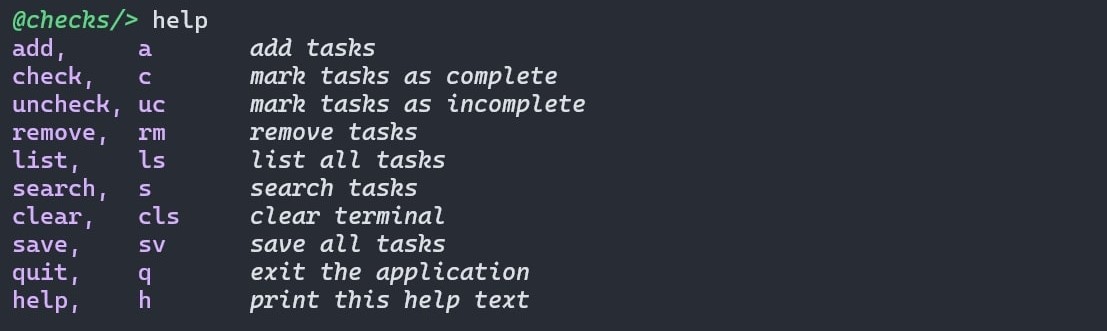 @checks/> help
add, a add tasks
check, c mark tasks as complete
uncheck, uc mark tasks as incomplete
remove, rm remove tasks
list, ls list all tasks
search, s search tasks
clear, cls clear terminal
save, sv save all tasks
quit, q exit the application
help, h print this help text